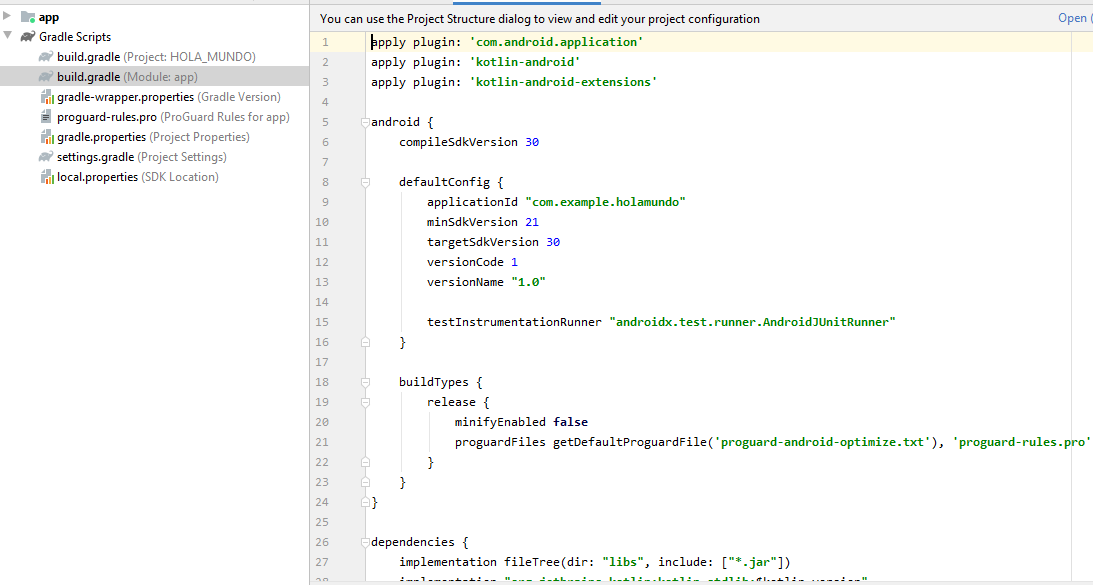 app
Gradle Scripts
build.gradle (Project: HOLA_MUNDO)
build.gradle (Module: app)
gradle-wrapper.properties (Gradle Version)
proguard-rules.pro (ProGuard Rules for app)
gradle.properties (Project Properties)
settings.gradle (Project Settings)
local.properties (SDK Location)
You can use the Project Structure dialog to view and edit your project configuration
Open (
1 apply plugin: 'com.android.application'
2 apply plugin: 'kotlin-android'
3 apply plugin: 'kotlin-android-extensions'
4
5 android {
6 compileSdkVersion 30
7
8 defaultConfig {
9 applicationId "com.example.holamundo"
10 minSdkVersion 21
11 targetSdkVersion 30
12 versionCode 1
13 versionName "1.0"
14
15 testInstrumentationRunner "androidx.test.runner.AndroidJUnitRunner"
16 }
17
18 buildTypes {
19 release {
20 minifyEnabled false
21 proguardFiles getDefaultProguardFile('proguard-android-optimize.txt'), 'proguard-rules.pro'
22 }
23 }
24 }
25
26 dependencies {
27 implementation fileTree(dir: "libs", include: ["*.jar"])
28 implementation "org.jetbrains.kotlin:kotlin-stdlib:$kotlin_version"